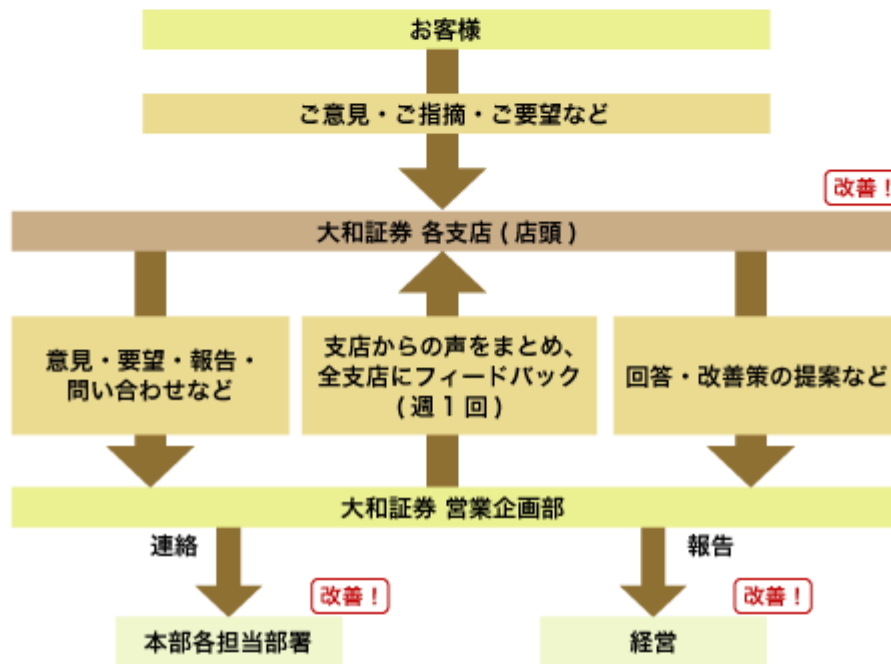 お客様
ご意見・ご指摘・ご要望など
改善！
大和証券 各支店 ( 店頭 )
意見・要望・報告・
問い合わせなど
支店からの声をまとめ、
全支店にフィードバック
( 週 1 回 )
回答・改善策の提案など
大和証券 営業企画部
連絡
報告
改善！
改善！
本部各担当部署
経営